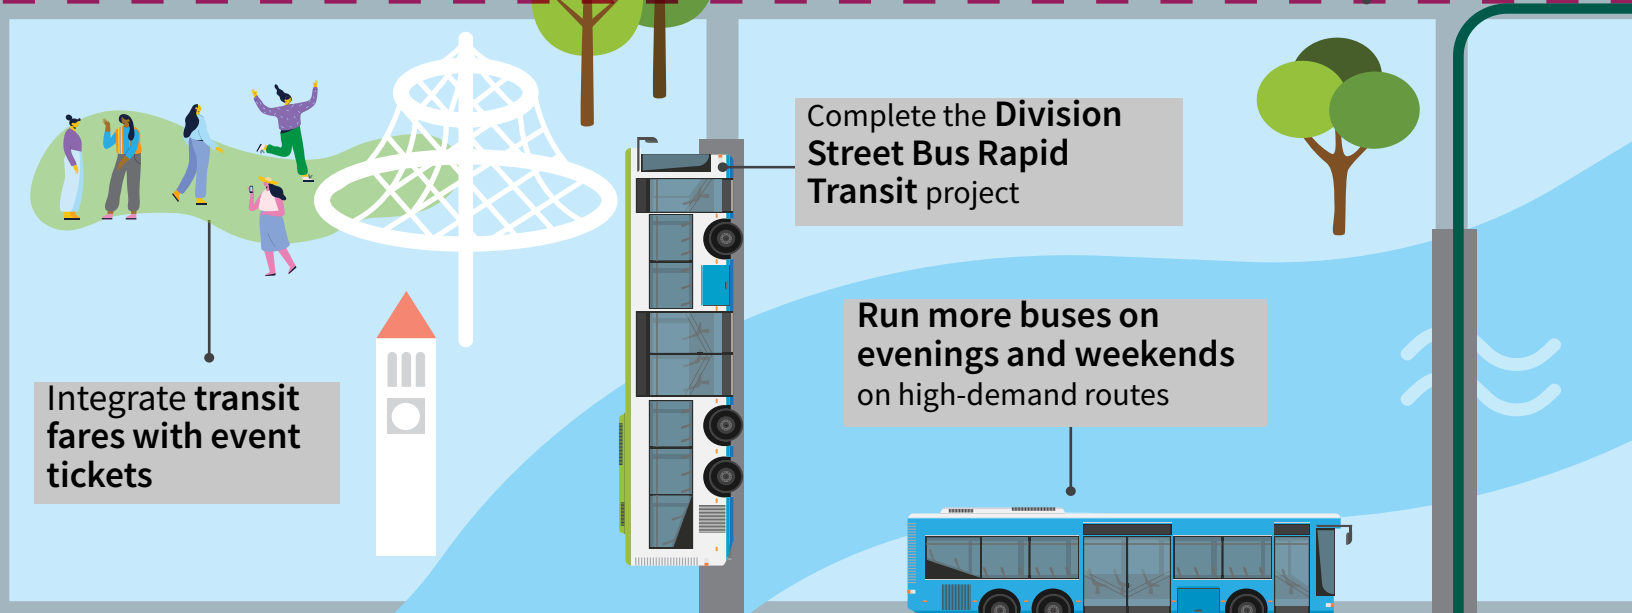 Complete the Division
Street Bus Rapid
Transit project
Run more buses on
evenings and weekends
on high-demand routes
Integrate transit
fares with event
tickets